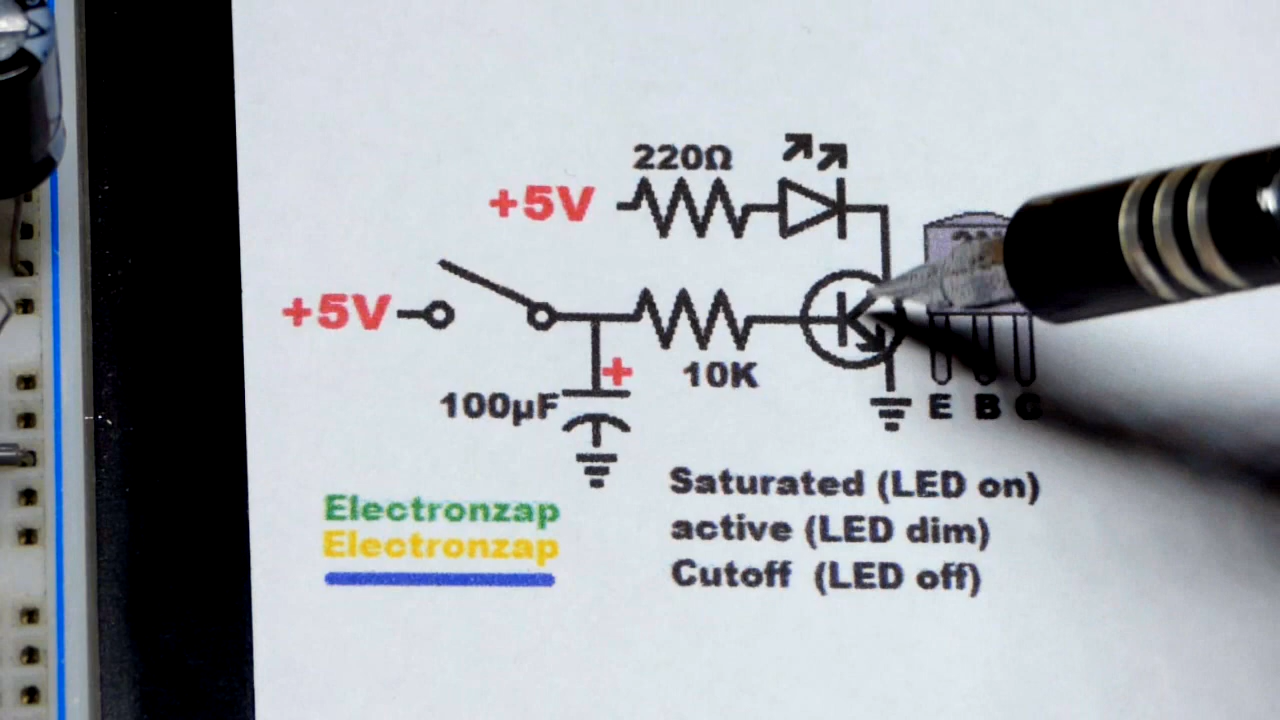 220Ω
+5V
+5V
+
10K
100µF
E B C
Saturated (LED on)
active (LED dim)
Cutoff (LED off)
Electronzap
Electronzap